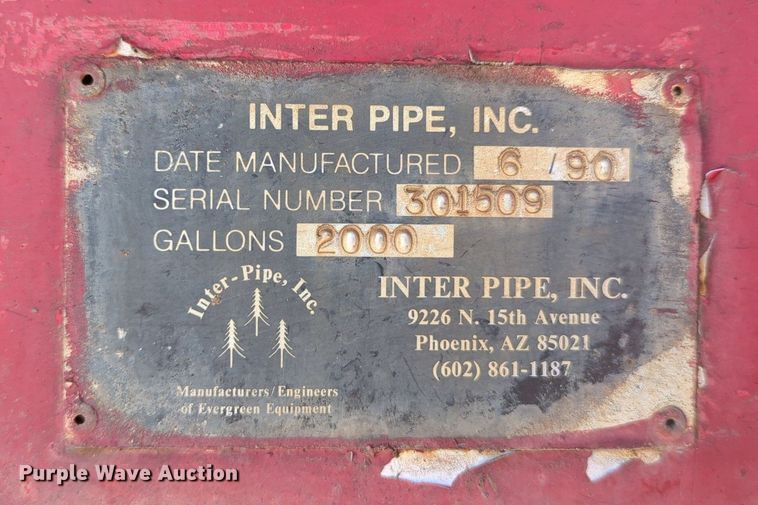 INTER PIPE, INC.
DATE MANUFACTURED 6 / 90
SERIAL NUMBER 301509
GALLONS 2000
Inter-Pipe, Inc.
Manufacturers/Engineers
of Evergreen Equipment
INTER PIPE, INC.
9226 N. 15th Avenue
Phoenix, AZ 85021
(602) 861-1187
Purple Wave Auction